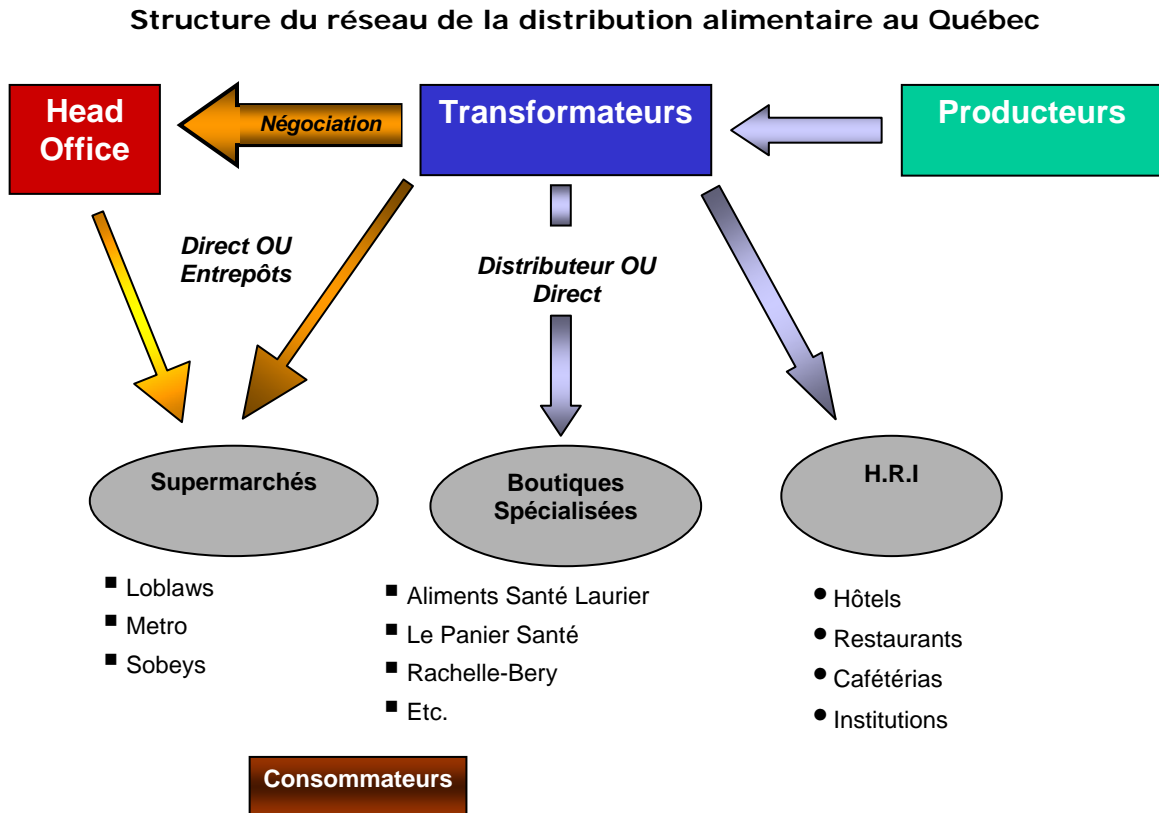 Structure du réseau de la distribution alimentaire au Québec
Head
Office
Négociation
Transformateurs
Producteurs
Direct OU
Entrepôts
Distributeur OU
Direct
Supermarchés
Boutiques
Spécialisées
H.R.I
▪ Loblaws
▪ Metro
▪ Sobeys
▪ Aliments Santé Laurier
▪ Le Panier Santé
▪ Rachelle-Bery
▪ Etc.
• Hôtels
• Restaurants
• Cafétérias
• Institutions
Consommateurs